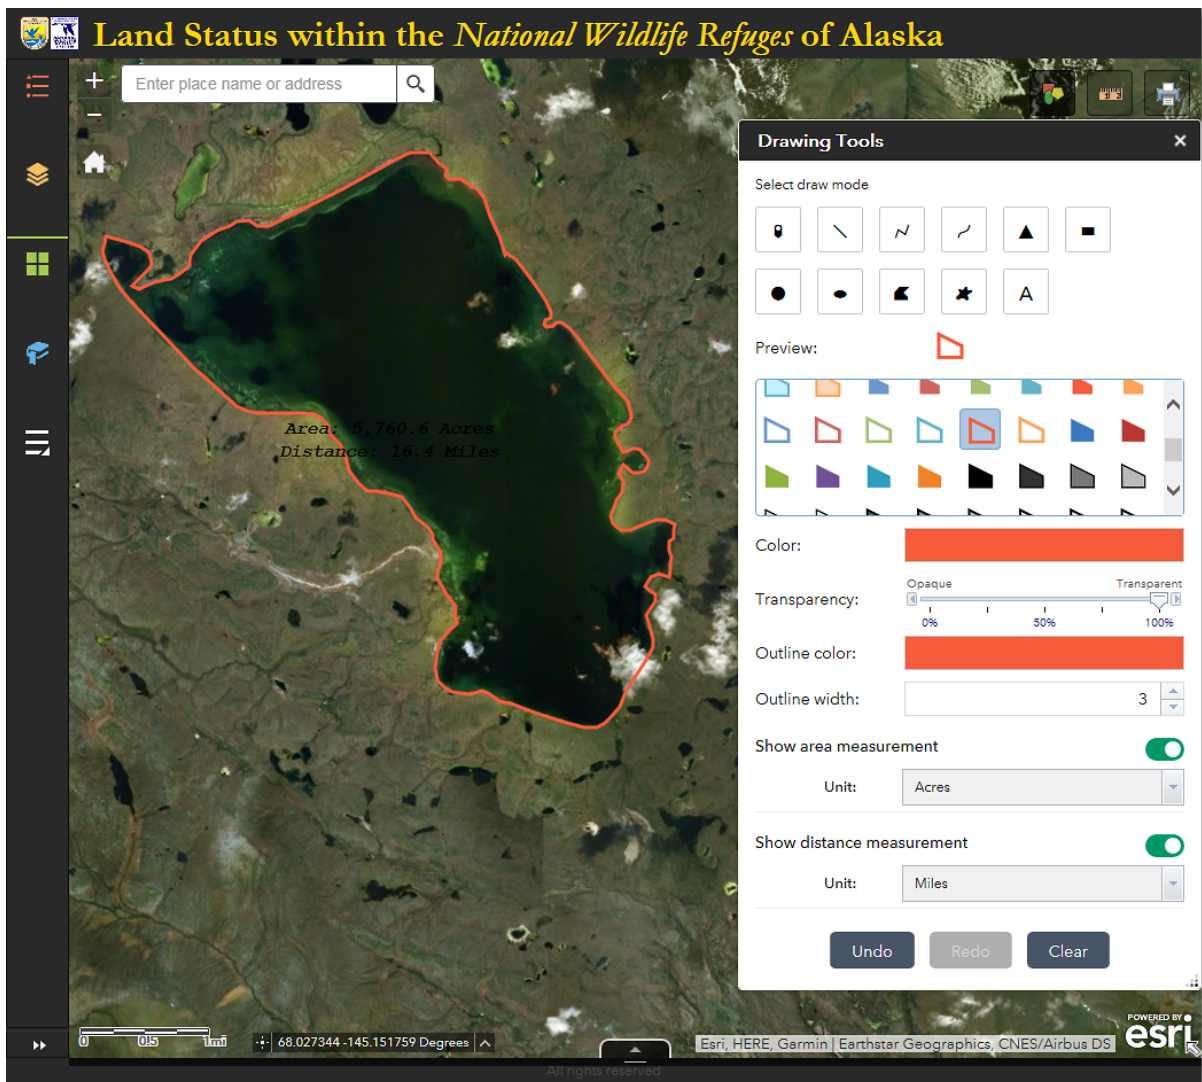 Land Status within the National Wildlife Refuges of Alaska
+
Enter place name or address
−
Drawing Tools
Select draw mode
A
Preview:
Area: 5,760.6 Acres
Distance: 16.4 Miles
Color:
Opaque Transparent
Transparency:
0% 50% 100%
Outline color:
Outline width: 3
Show area measurement
Unit: Acres
Show distance measurement
Unit: Miles
Undo Redo Clear
0 0.5 1mi
68.027344 -145.151759 Degrees
Esri, HERE, Garmin | Earthstar Geographics, CNES/Airbus DS
POWERED BY
esri
All rights reserved